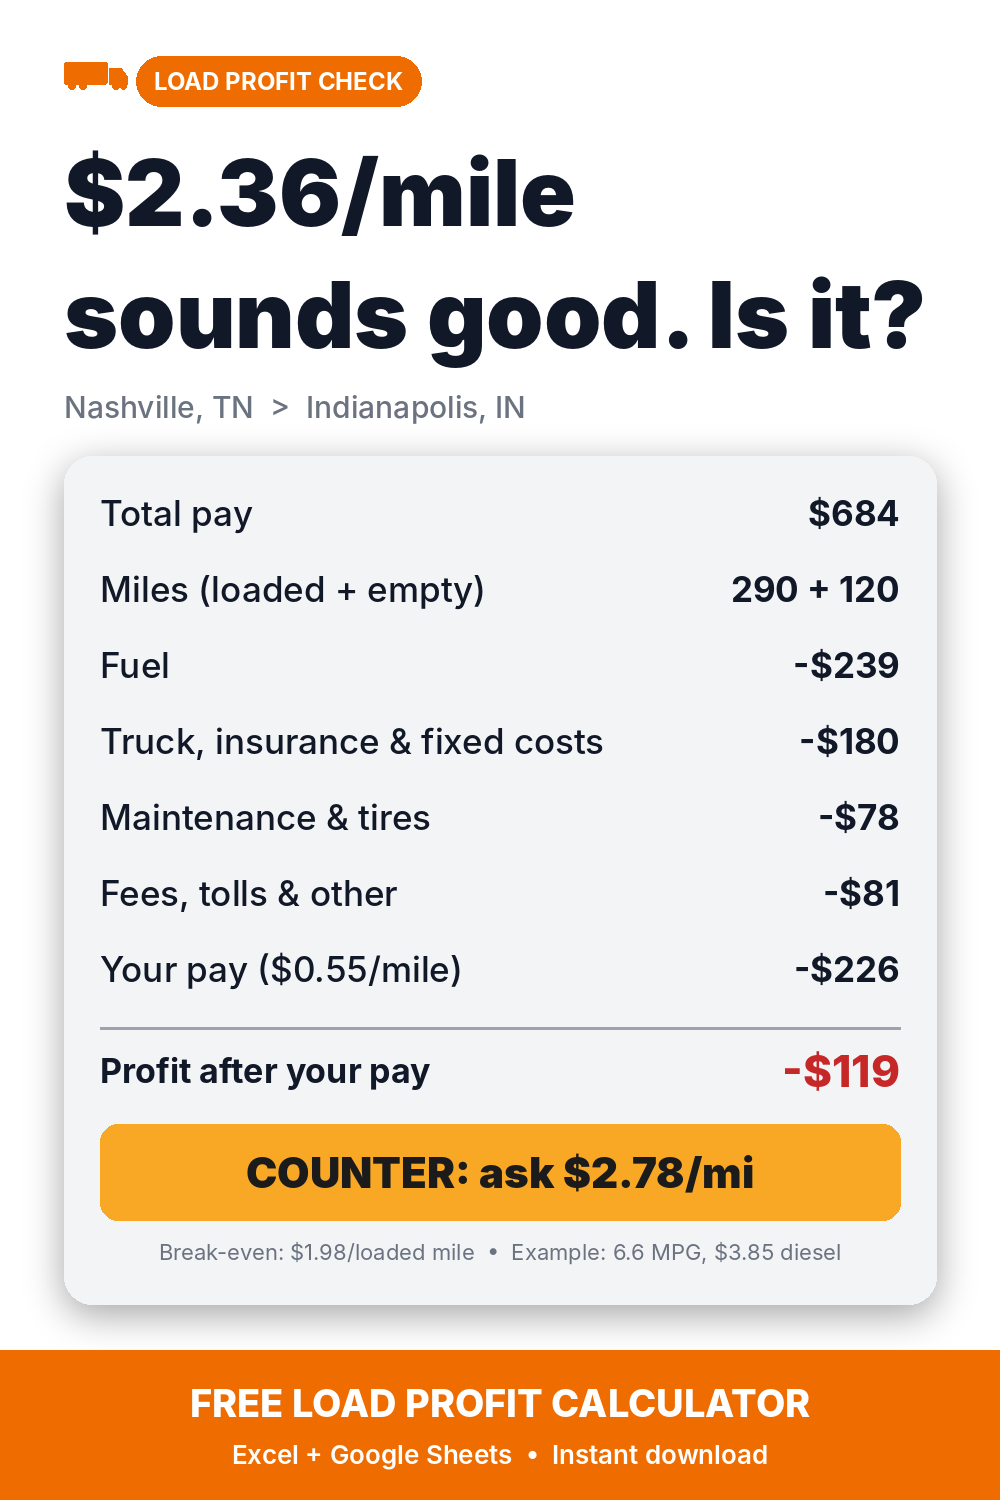 LOAD PROFIT CHECK
$2.36/mile
sounds good. Is it?
Nashville, TN > Indianapolis, IN
Total pay $684
Miles (loaded + empty) 290 + 120
Fuel -$239
Truck, insurance & fixed costs -$180
Maintenance & tires -$78
Fees, tolls & other -$81
Your pay ($0.55/mile) -$226
Profit after your pay -$119
COUNTER: ask $2.78/mi
Break-even: $1.98/loaded mile • Example: 6.6 MPG, $3.85 diesel
FREE LOAD PROFIT CALCULATOR
Excel + Google Sheets • Instant download